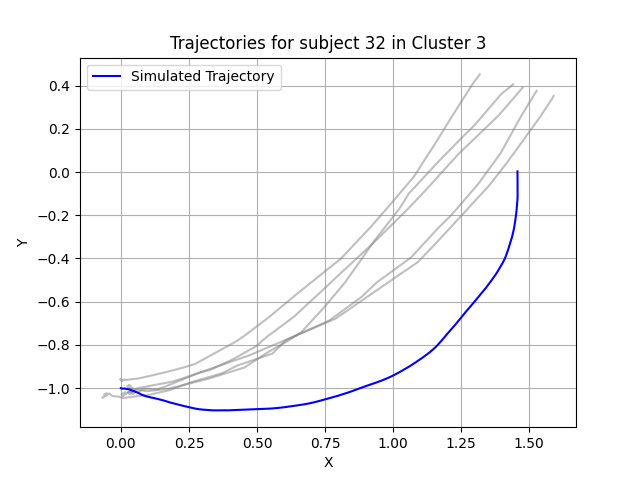 Trajectories for subject 32 in Cluster 3
Simulated Trajectory
Y
0.4
0.2
0.0
−0.2
−0.4
−0.6
−0.8
−1.0
0.00 0.25 0.50 0.75 1.00 1.25 1.50
X